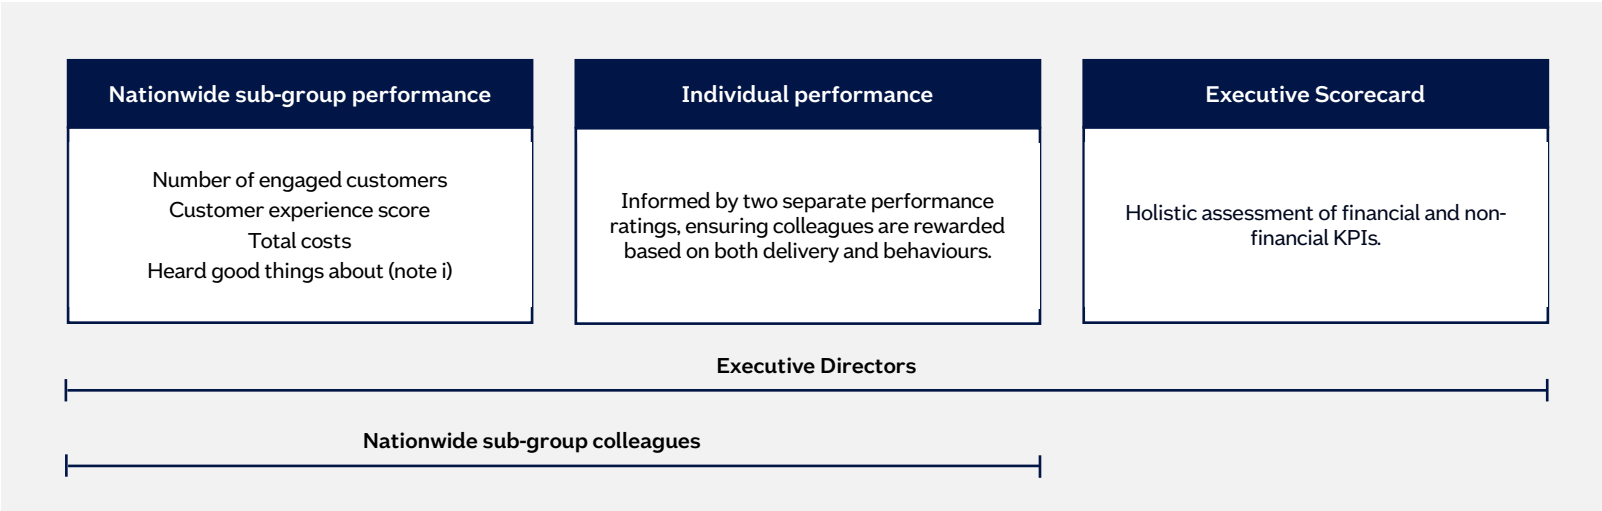 Nationwide sub-group performance
Number of engaged customers
Customer experience score
Total costs
Heard good things about (note i)
Individual performance
Informed by two separate performance
ratings, ensuring colleagues are rewarded
based on both delivery and behaviours.
Executive Scorecard
Holistic assessment of financial and non-
financial KPIs.
Executive Directors
Nationwide sub-group colleagues